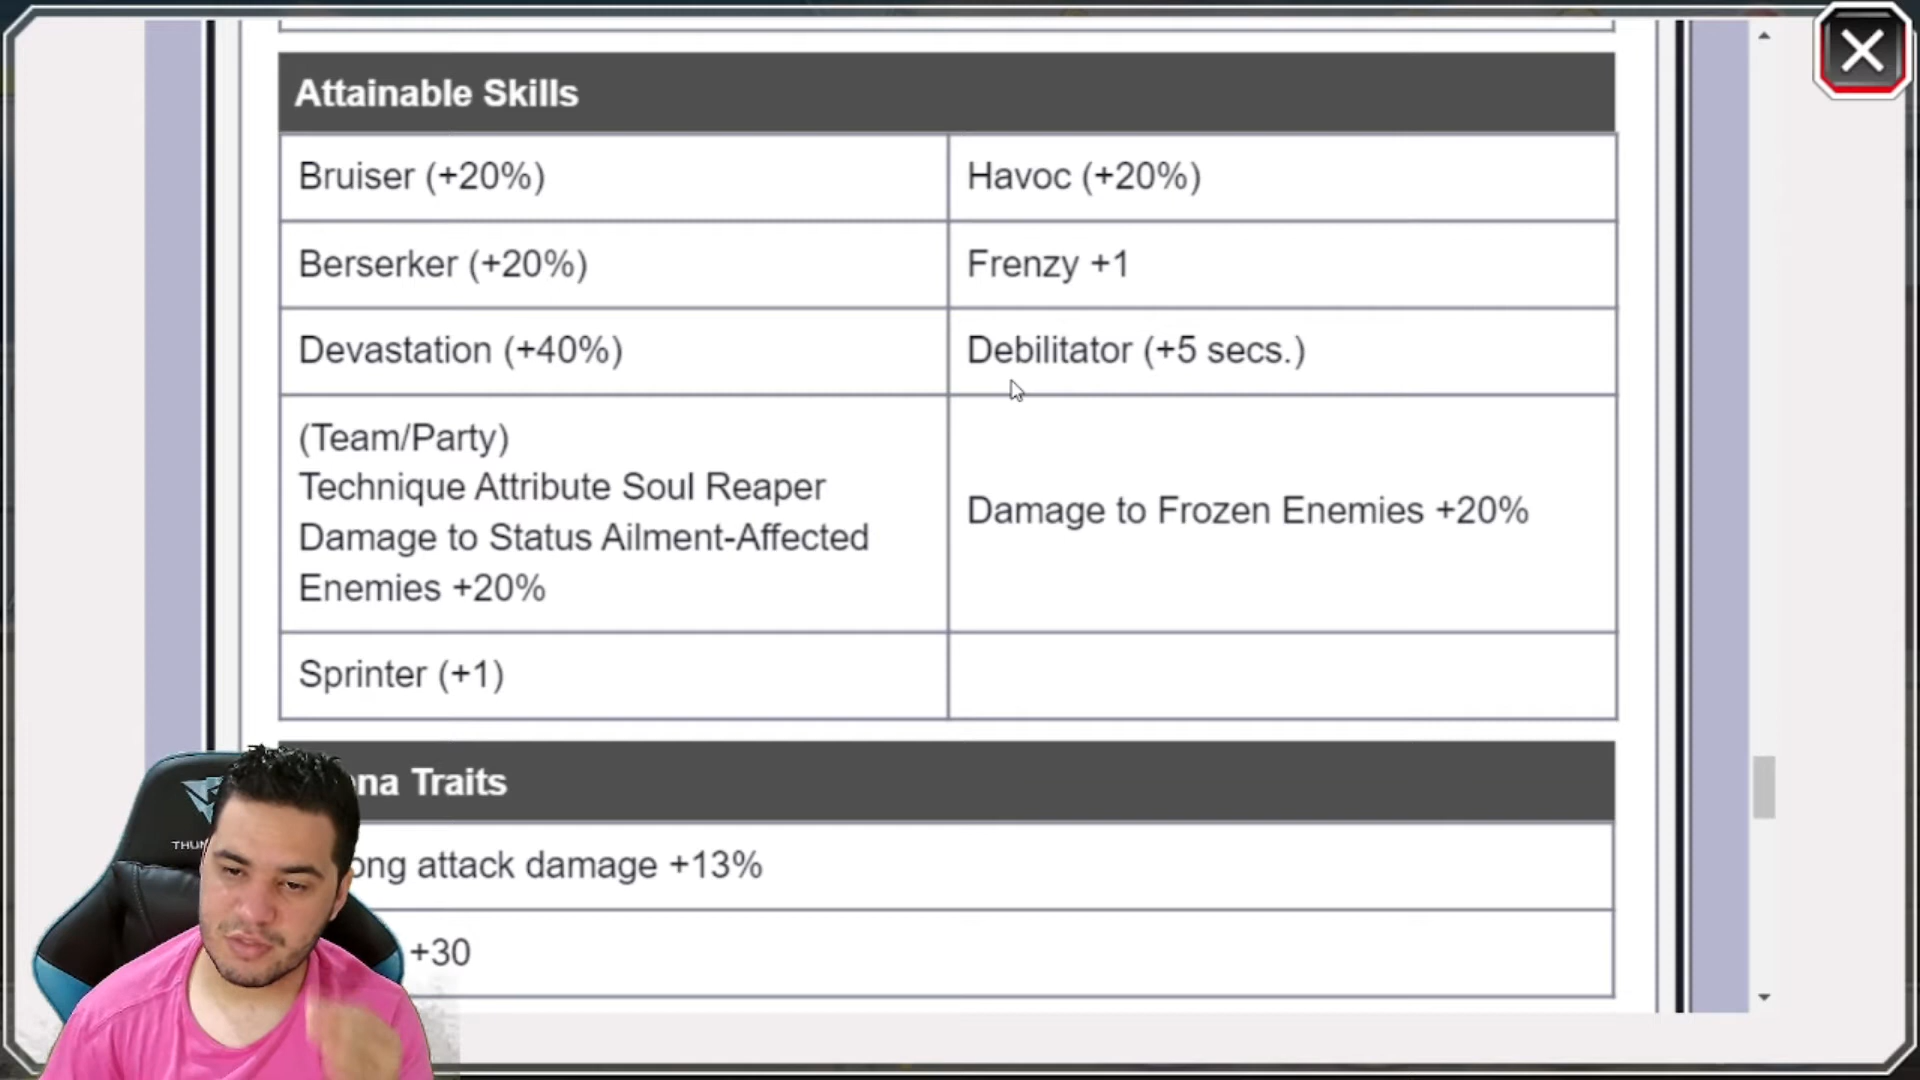 Attainable Skills
Bruiser (+20%)
Havoc (+20%)
Berserker (+20%)
Frenzy +1
Devastation (+40%)
Debilitator (+5 secs.)
(Team/Party)
Technique Attribute Soul Reaper
Damage to Status Ailment-Affected
Enemies +20%
Damage to Frozen Enemies +20%
Sprinter (+1)
Traits
attack damage +13%
+30